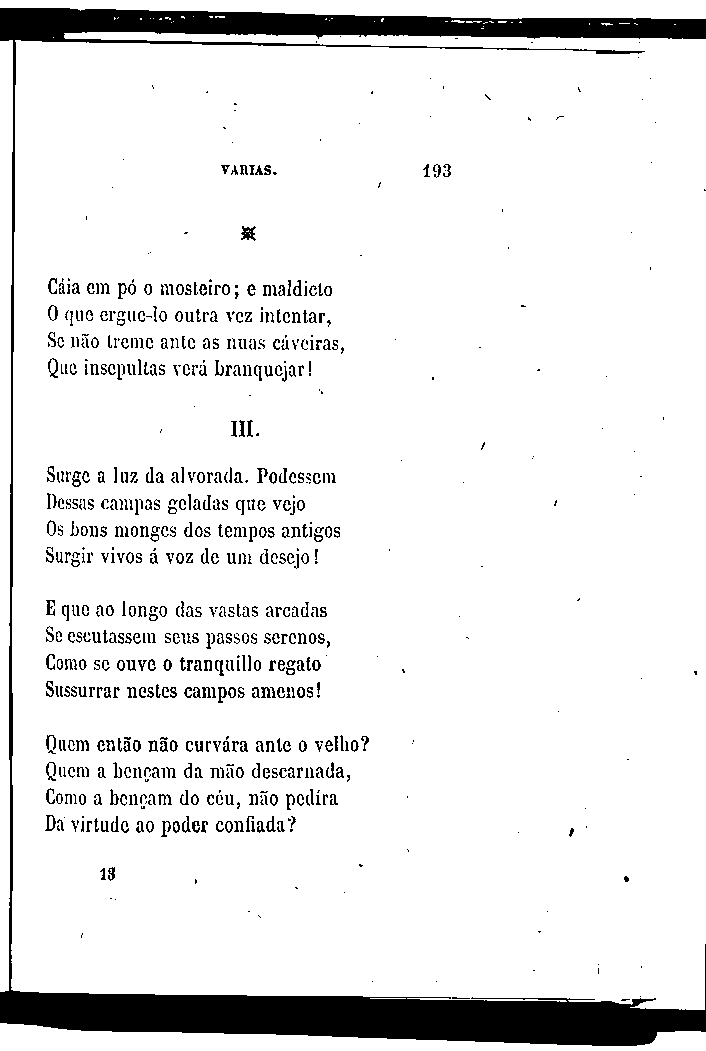 VARIAS. 193
Cáia em pó o mosteiro; e maldicto
O que ergue-lo outra vez intentar,
Se não treme ante as nuas cáveiras,
Que insepultas verá branquejar!
III.
Surge a luz da alvorada. Podessem
Dessas campas geladas que vejo
Os bons monges dos tempos antigos
Surgir vivos á voz de um desejo!
E que ao longo das vastas arcadas
Se escutassem seus passos serenos,
Como se ouve o tranquillo regato
Sussurrar nestes campos amenos!
Quem então não curvára ante o velho?
Quem a bençam da mão descarnada,
Como a bençam do céu, não pedíra
Da virtude ao poder confiada?
13